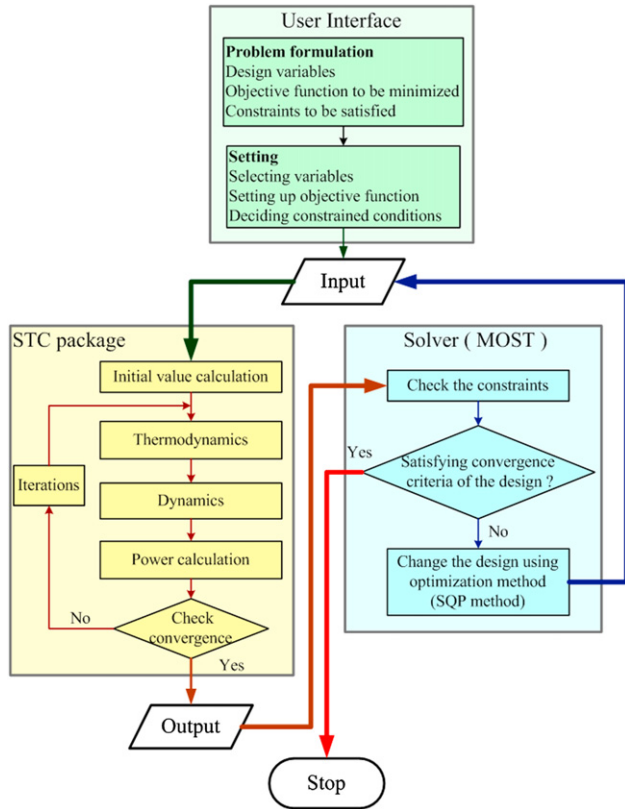 User Interface
Problem formulation
Design variables
Objective function to be minimized
Constraints to be satisfied
Setting
Selecting variables
Setting up objective function
Deciding constrained conditions
Input
STC package
Initial value calculation
Thermodynamics
Iterations
Dynamics
Power calculation
No
Check
convergence
Yes
Output
Solver ( MOST )
Check the constraints
Yes
Satisfying convergence
criteria of the design ?
No
Change the design using
optimization method
(SQP method)
Stop